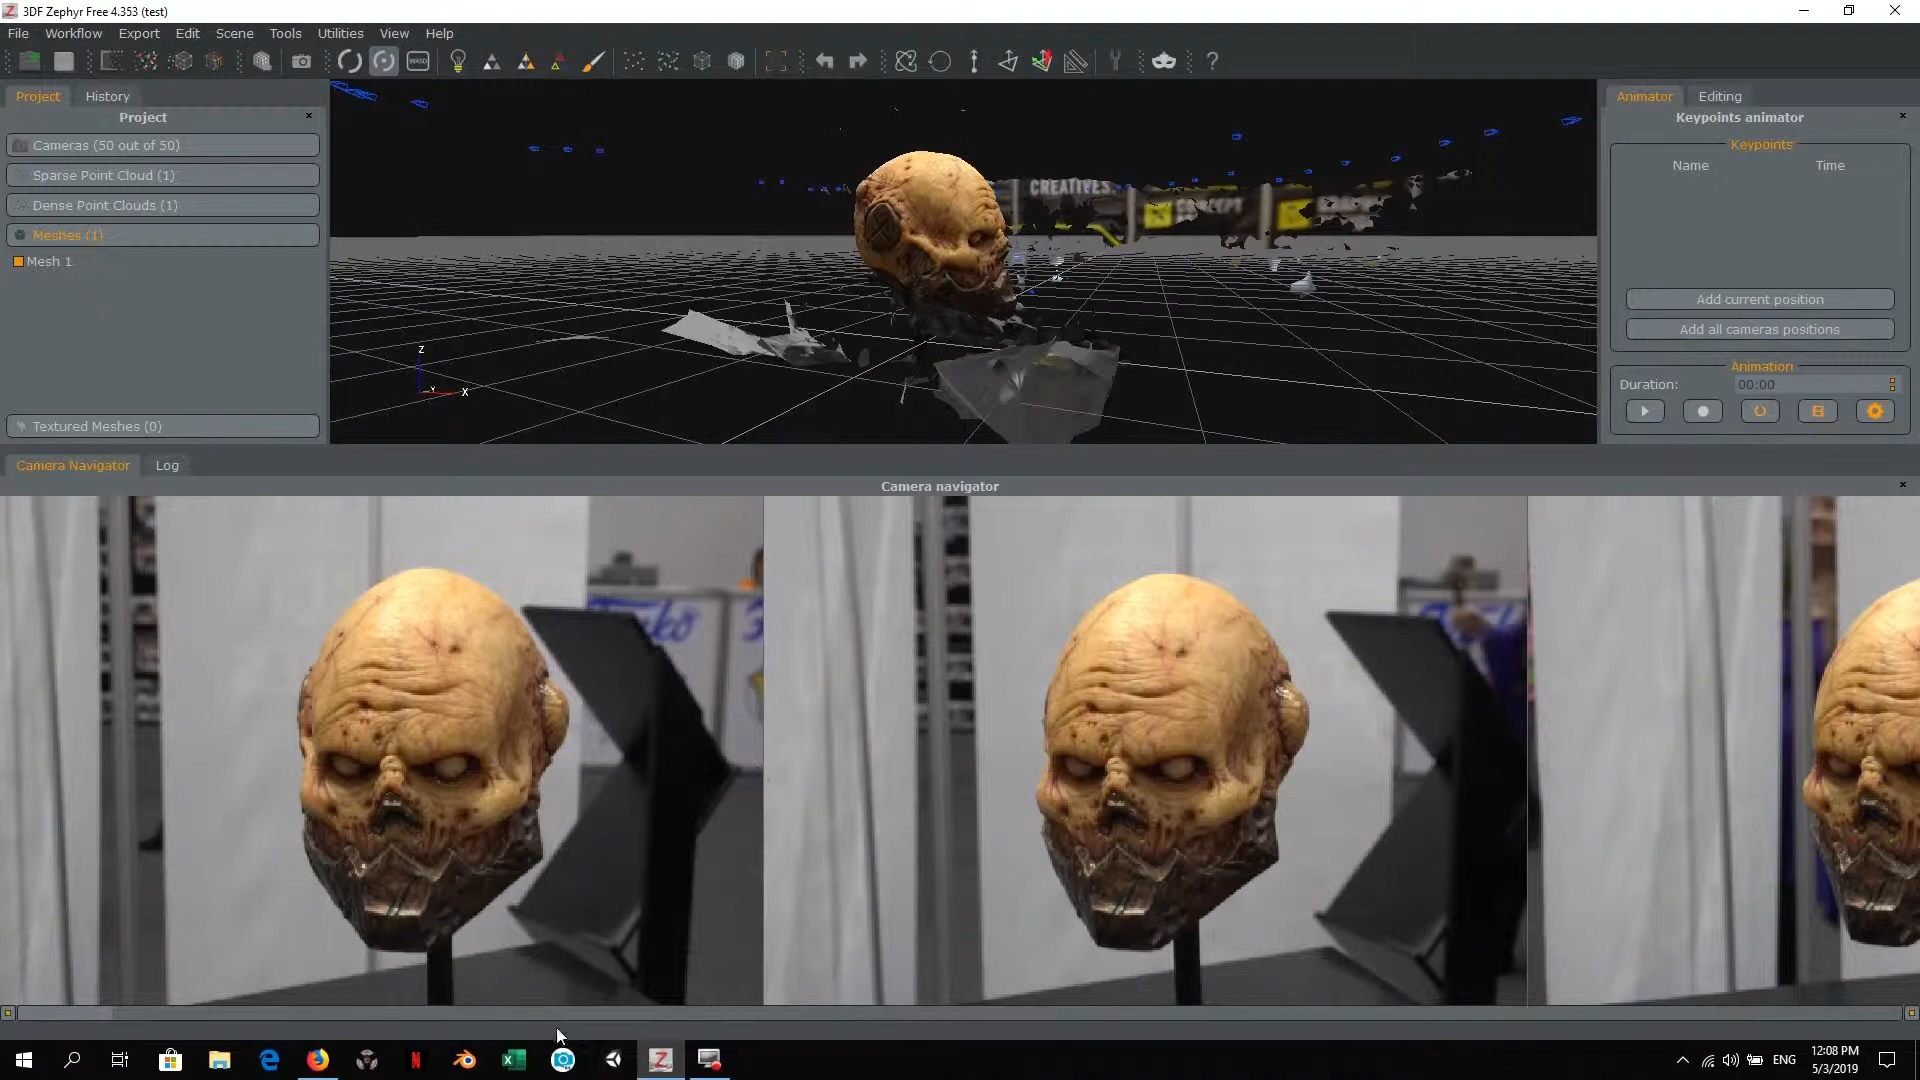 3DF Zephyr Free 4.353 (test)
File Workflow Export Edit Scene Tools Utilities View Help
WASD
Project History
Project
Cameras (50 out of 50)
Sparse Point Cloud (1)
Dense Point Clouds (1)
Meshes (1)
Mesh 1
Textured Meshes (0)
CREATIVES.
CONCEPT
Z
Y
X
Animator Editing
Keypoints animator
Keypoints
Name Time
Add current position
Add all cameras positions
Animation
Duration: 00:00
Camera Navigator Log
Camera navigator
ENG
12:08 PM
5/3/2019